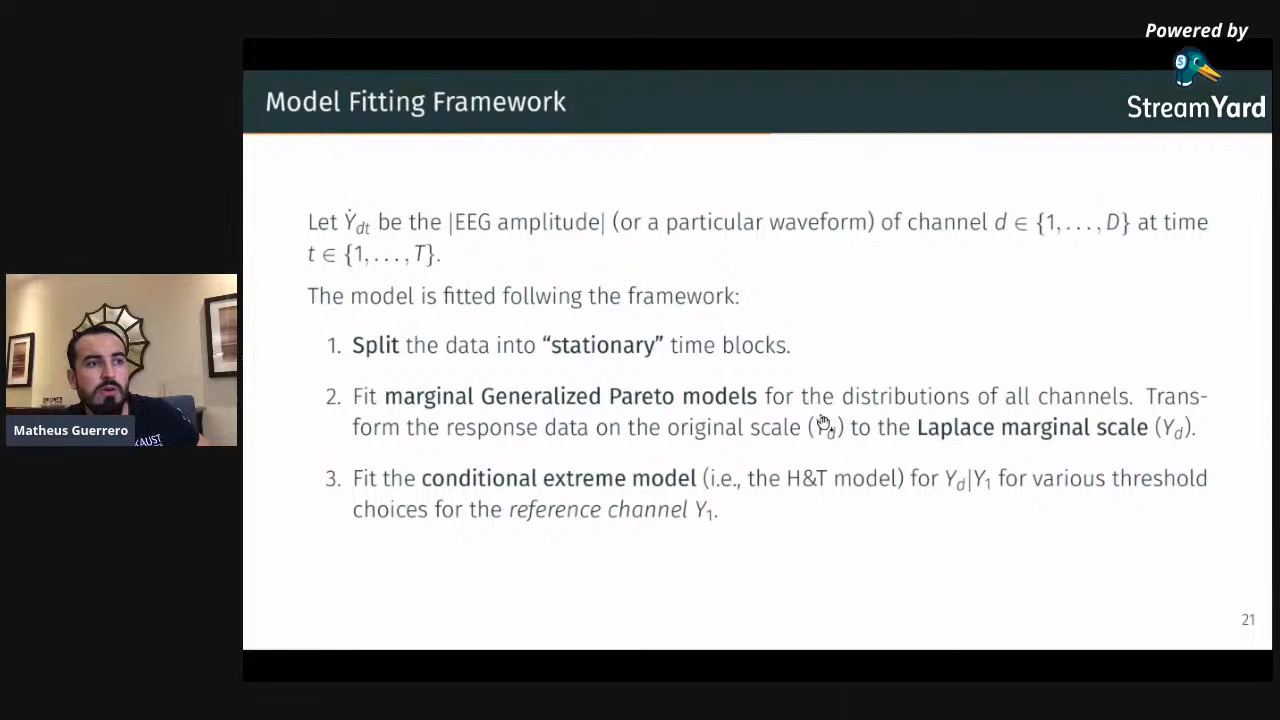 Powered by
StreamYard
Model Fitting Framework
Let Ẏ_dt be the |EEG amplitude| (or a particular waveform) of channel d ∈ {1, . . . , D} at time
t ∈ {1, . . . , T}.
The model is fitted follwing the framework:
1. Split the data into “stationary” time blocks.
2. Fit marginal Generalized Pareto models for the distributions of all channels. Trans-
form the response data on the original scale ( ) to the Laplace marginal scale (Y_d).
3. Fit the conditional extreme model (i.e., the H&T model) for Y_d|Y_1 for various threshold
choices for the reference channel Y_1.
21
Matheus Guerrero
KAUST